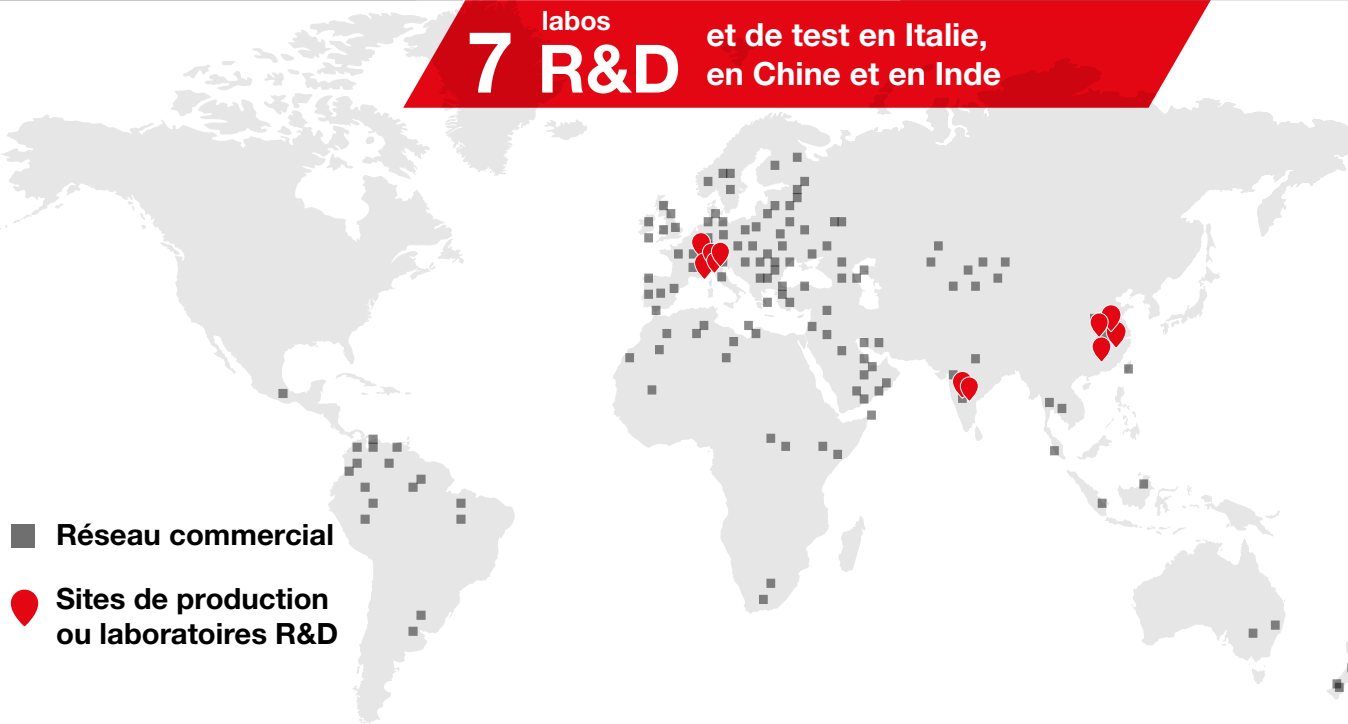 7 labos
R&D
et de test en Italie,
en Chine et en Inde
Réseau commercial
Sites de production
ou laboratoires R&D